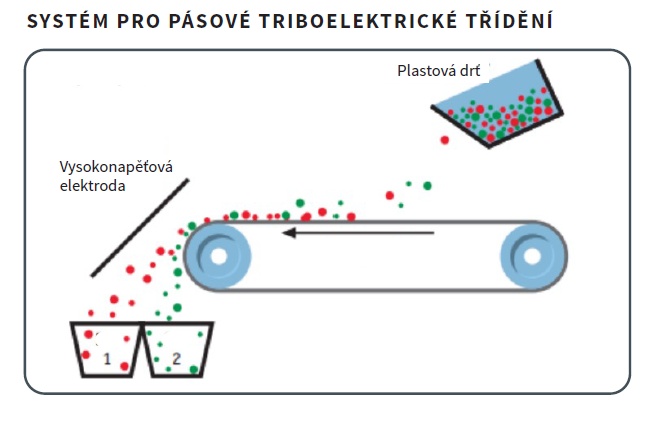 SYSTÉM PRO PÁSOVÉ TRIBOELEKTRICKÉ TŘÍDĚNÍ
Plastová drť
Vysokonapěťová
elektroda
1
2